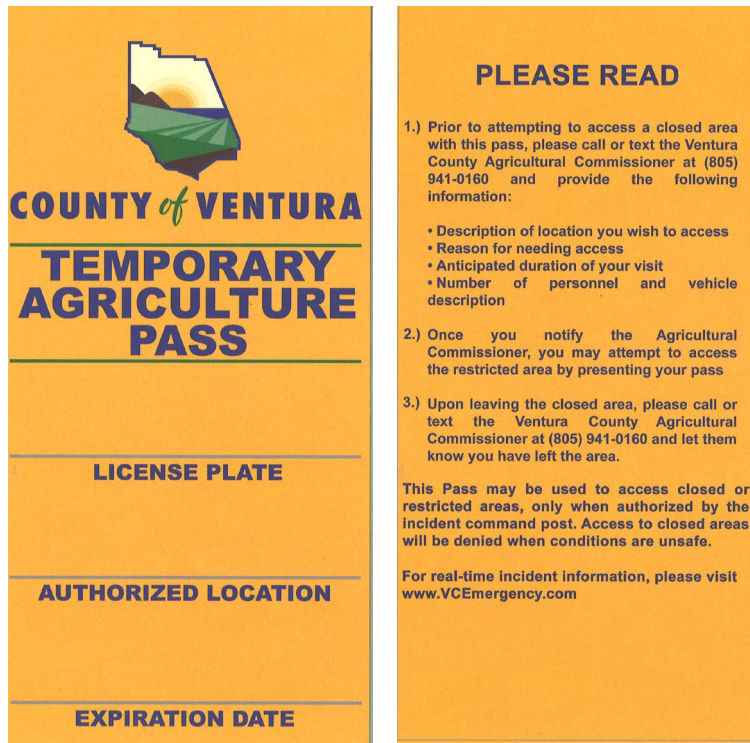 COUNTY of VENTURA
TEMPORARY
AGRICULTURE
PASS
LICENSE PLATE
AUTHORIZED LOCATION
EXPIRATION DATE
PLEASE READ
1.) Prior to attempting to access a closed area
with this pass, please call or text the Ventura
County Agricultural Commissioner at (805)
941-0160 and provide the following
information:
• Description of location you wish to access
• Reason for needing access
• Anticipated duration of your visit
• Number of personnel and vehicle
description
2.) Once you notify the Agricultural
Commissioner, you may attempt to access
the restricted area by presenting your pass
3.) Upon leaving the closed area, please call or
text the Ventura County Agricultural
Commissioner at (805) 941-0160 and let them
know you have left the area.
This Pass may be used to access closed or
restricted areas, only when authorized by the
incident command post. Access to closed areas
will be denied when conditions are unsafe.
For real-time incident information, please visit
www.VCEmergency.com